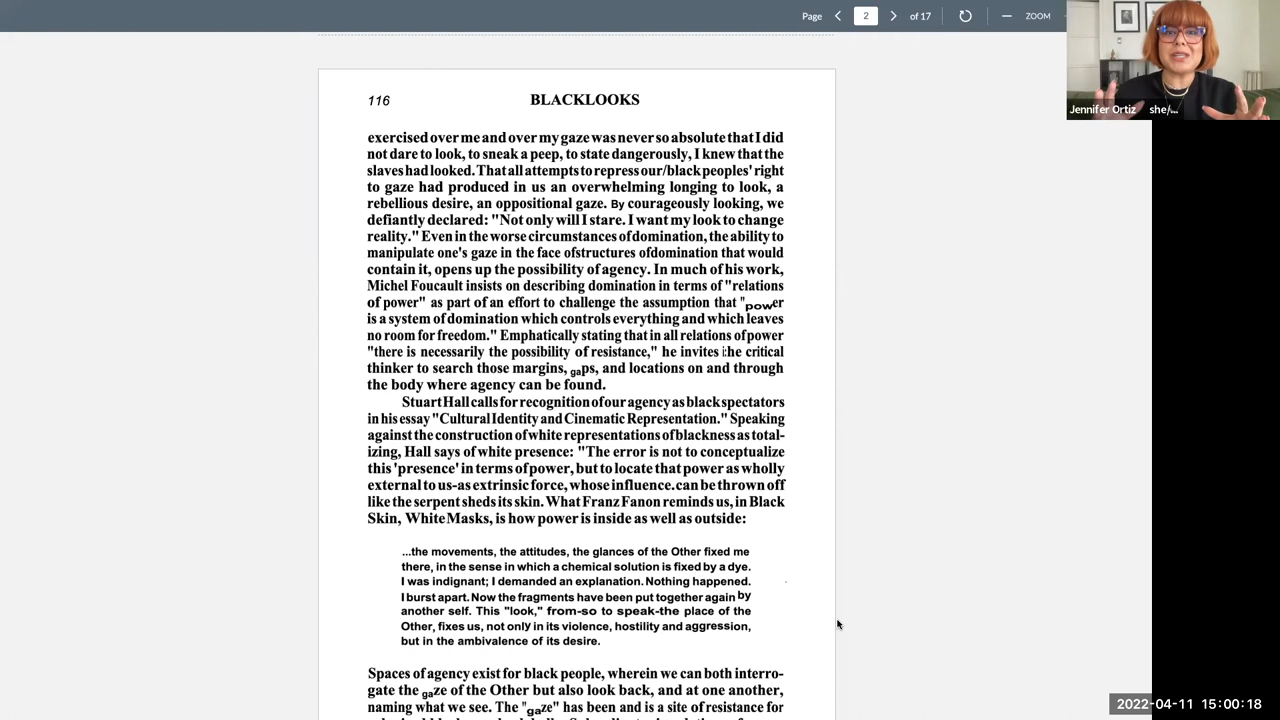 Page 2 of 17 ZOOM
Jennifer Ortiz she/...
116 BLACKLOOKS
exercised over me and over my gaze was never so absolute that I did
not dare to look, to sneak a peep, to state dangerously, I knew that the
slaves had looked. That all attempts to repress our/black peoples' right
to gaze had produced in us an overwhelming longing to look, a
rebellious desire, an oppositional gaze. By courageously looking, we
defiantly declared: "Not only will I stare. I want my look to change
reality." Even in the worse circumstances of domination, the ability to
manipulate one's gaze in the face ofstructures ofdomination that would
contain it, opens up the possibility of agency. In much of his work,
Michel Foucault insists on describing domination in terms of "relations
of power" as part of an effort to challenge the assumption that "power
is a system of domination which controls everything and which leaves
no room for freedom." Emphatically stating that in all relations of power
"there is necessarily the possibility of resistance," he invites i:he critical
thinker to search those margins, gaps, and locations on and through
the body where agency can be found.
Stuart Hall calls for recognition of our agency as black spectators
in his essay "Cultural Identity and Cinematic Representation." Speaking
against the construction of white representations of blackness as total-
izing, Hall says of white presence: "The error is not to conceptualize
this 'presence' in terms of power, but to locate that power as wholly
external to us-as extrinsic force, whose influence.can be thrown off
like the serpent sheds its skin. What Franz Fanon reminds us, in Black
Skin, White Masks, is how power is inside as well as outside:
...the movements, the attitudes, the glances of the Other fixed me
there, in the sense in which a chemical solution is fixed by a dye.
I was indignant; I demanded an explanation. Nothing happened.
I burst apart. Now the fragments have been put together again by
another self. This "look," from-so to speak-the place of the
Other, fixes us, not only in its violence, hostility and aggression,
but in the ambivalence of its desire.
Spaces of agency exist for black people, wherein we can both interro-
gate the gaze of the Other but also look back, and at one another,
naming what we see. The "gaze" has been and is a site of resistance for
2022-04-11 15:00:18